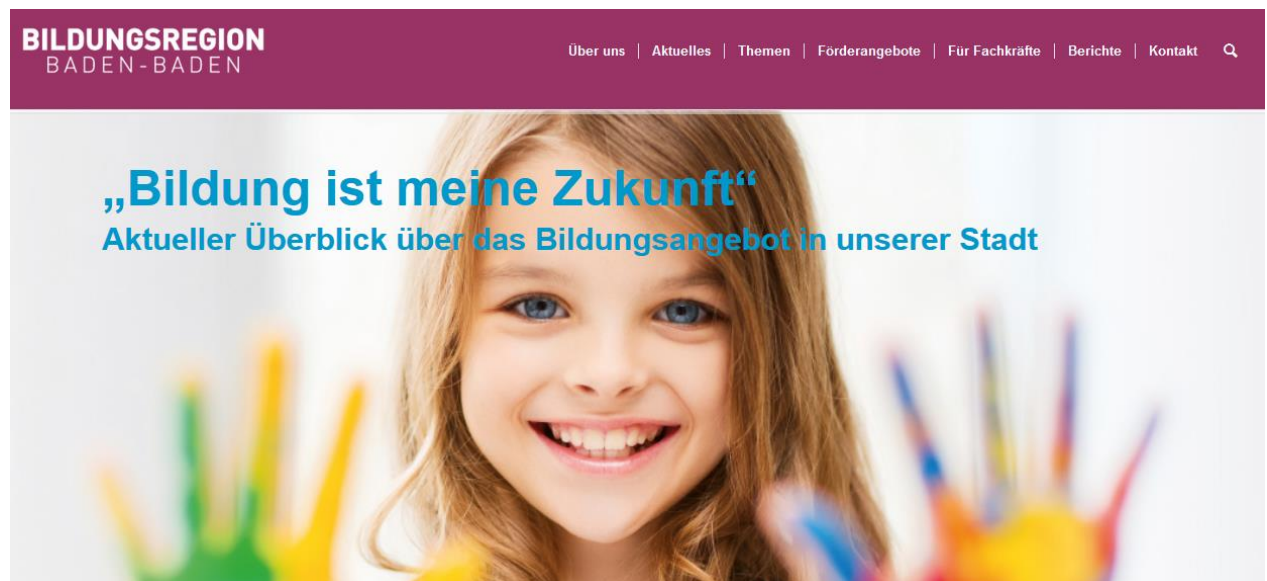 BILDUNGSREGION
BADEN-BADEN
Über uns | Aktuelles | Themen | Förderangebote | Für Fachkräfte | Berichte | Kontakt
„Bildung ist meine Zukunft“
Aktueller Überblick über das Bildungsangebot in unserer Stadt